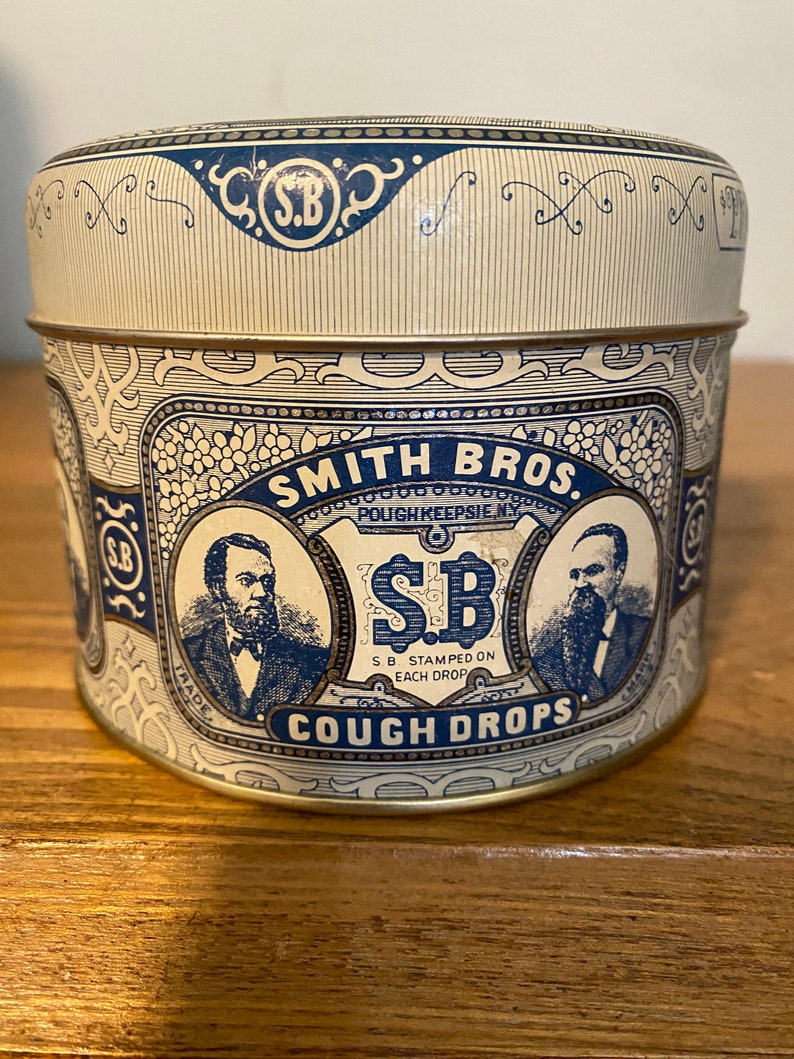 S.B
SMITH BROS.
POUGHKEEPSIE, N.Y.
S.B
S.B
S.B. STAMPED ON
EACH DROP
TRADE
MARK
COUGH DROPS